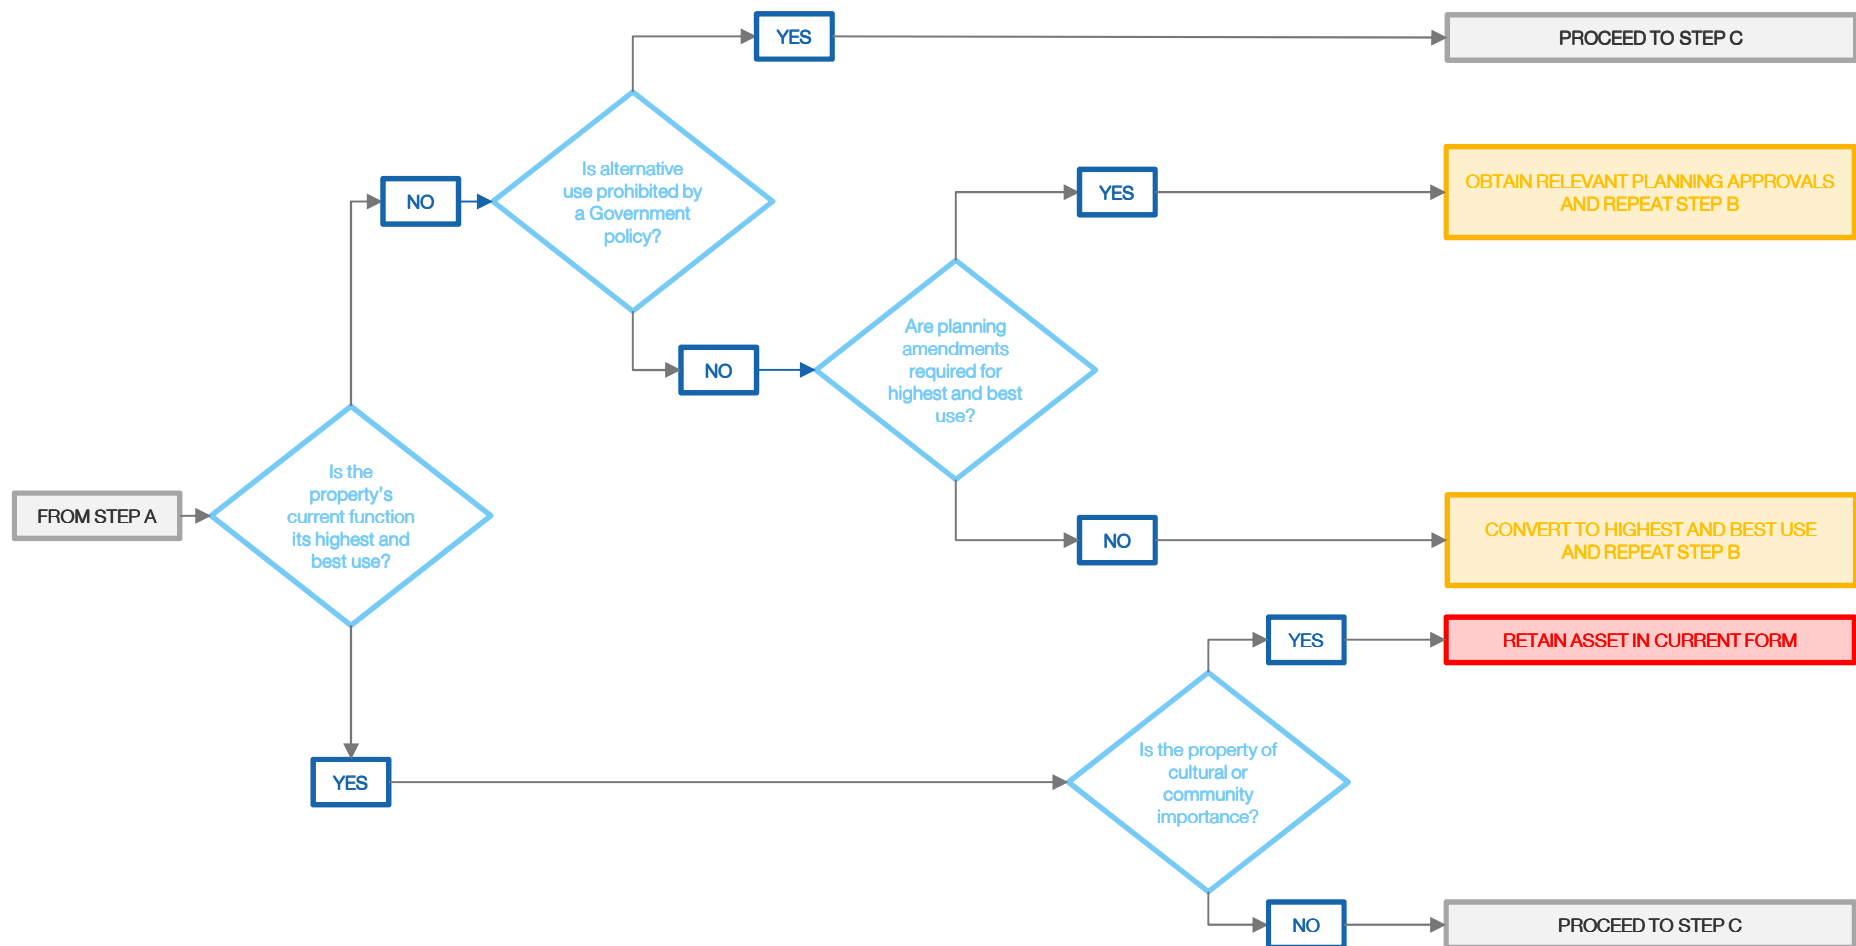 YES
PROCEED TO STEP C
Is alternative
use prohibited by
a Government
policy?
NO
YES
OBTAIN RELEVANT PLANNING APPROVALS
AND REPEAT STEP B
Are planning
amendments
required for
highest and best
use?
NO
Is the
property's
current function
its highest and
best use?
FROM STEP A
NO
CONVERT TO HIGHEST AND BEST USE
AND REPEAT STEP B
YES
RETAIN ASSET IN CURRENT FORM
YES
Is the property of
cultural or
community
importance?
NO
PROCEED TO STEP C